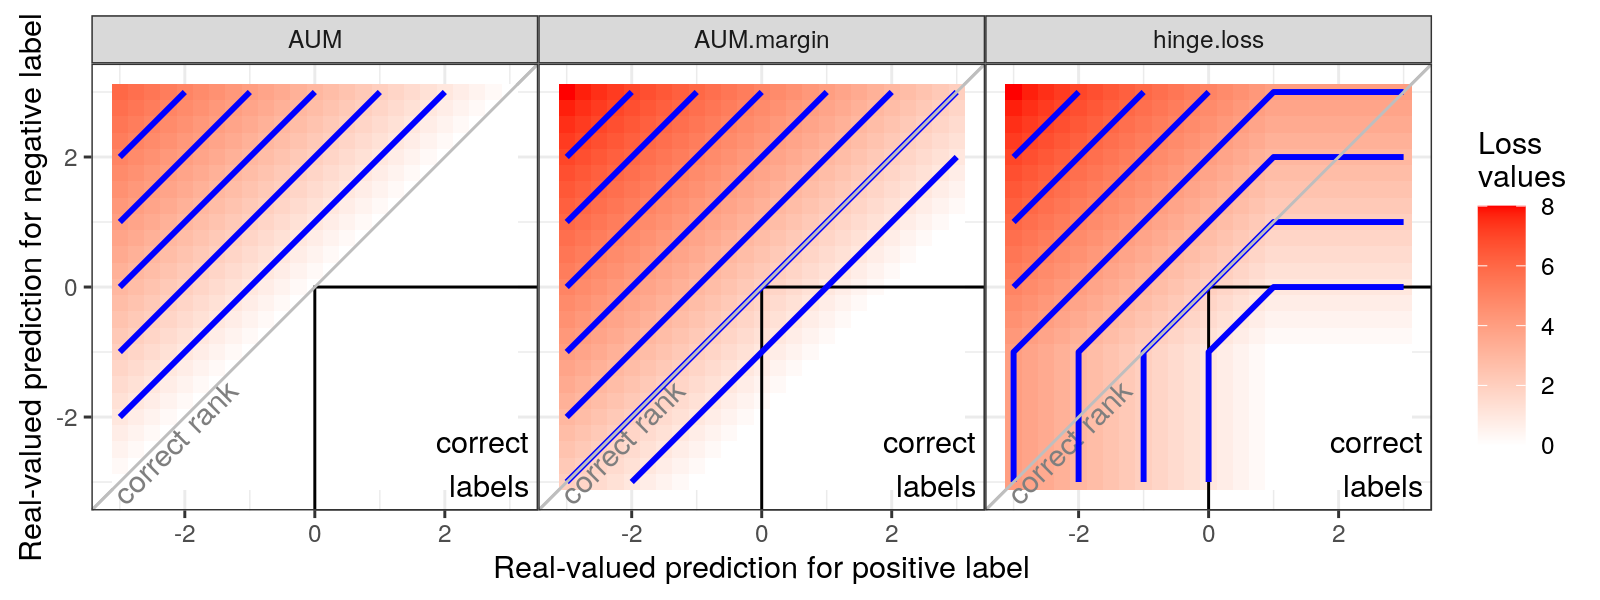 AUM
AUM.margin
hinge.loss
Real-valued prediction for negative label
2
0
-2
correct rank
correct
labels
correct rank
correct
labels
correct rank
correct
labels
-2
0
2
-2
0
2
-2
0
2
Real-valued prediction for positive label
Loss
values
8
6
4
2
0